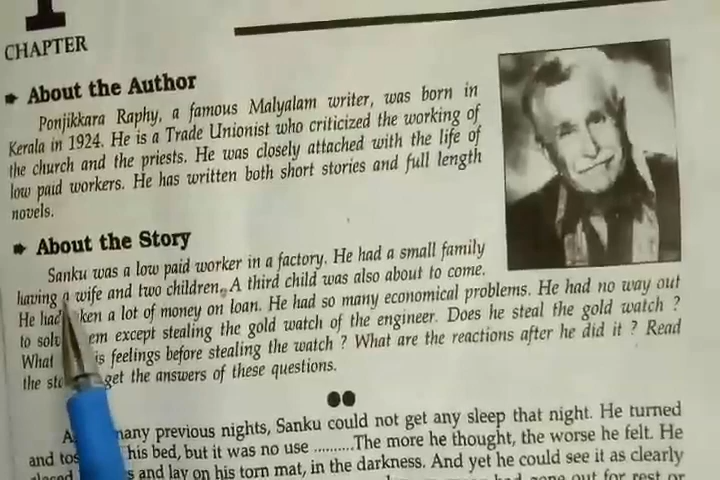 CHAPTER
About the Author
Ponjikkara Raphy, a famous Malyalam writer, was born in
Kerala in 1924. He is a Trade Unionist who criticized the working of
the church and the priests. He was closely attached with the life of
low paid workers. He has written both short stories and full length
novels.
About the Story
Sanku was a low paid worker in a factory. He had a small family
having a wife and two children. A third child was also about to come.
He had ken a lot of money on loan. He had so many economical problems. He had no way out
to sol em except stealing the gold watch of the engineer. Does he steal the gold watch ?
What s feelings before stealing the watch ? What are the reactions after he did it ? Read
the sto get the answers of these questions.
many previous nights, Sanku could not get any sleep that night. He turned
and tos his bed, but it was no use ..........The more he thought, the worse he felt. He
and lay on his torn mat, in the darkness. And yet he could see it as clearly
gone out for rest or